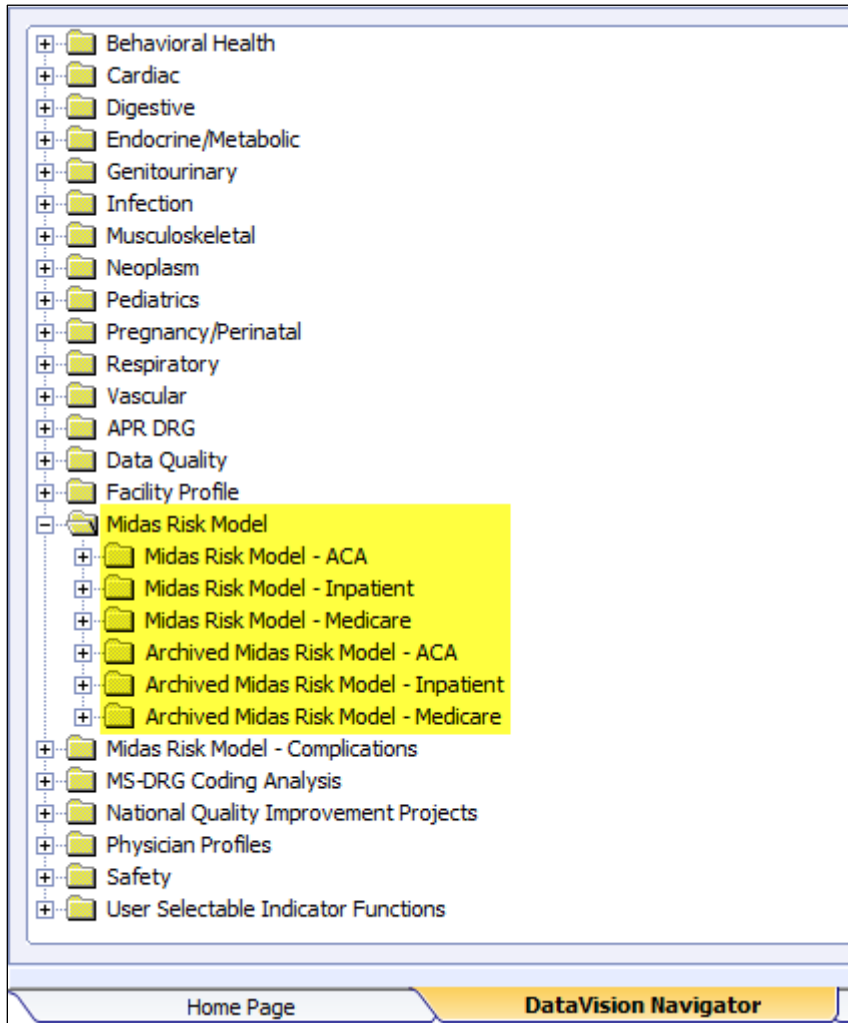 Behavioral Health
Cardiac
Digestive
Endocrine/Metabolic
Genitourinary
Infection
Musculoskeletal
Neoplasm
Pediatrics
Pregnancy/Perinatal
Respiratory
Vascular
APR DRG
Data Quality
Facility Profile
Midas Risk Model
Midas Risk Model - ACA
Midas Risk Model - Inpatient
Midas Risk Model - Medicare
Archived Midas Risk Model - ACA
Archived Midas Risk Model - Inpatient
Archived Midas Risk Model - Medicare
Midas Risk Model - Complications
MS-DRG Coding Analysis
National Quality Improvement Projects
Physician Profiles
Safety
User Selectable Indicator Functions
Home Page DataVision Navigator